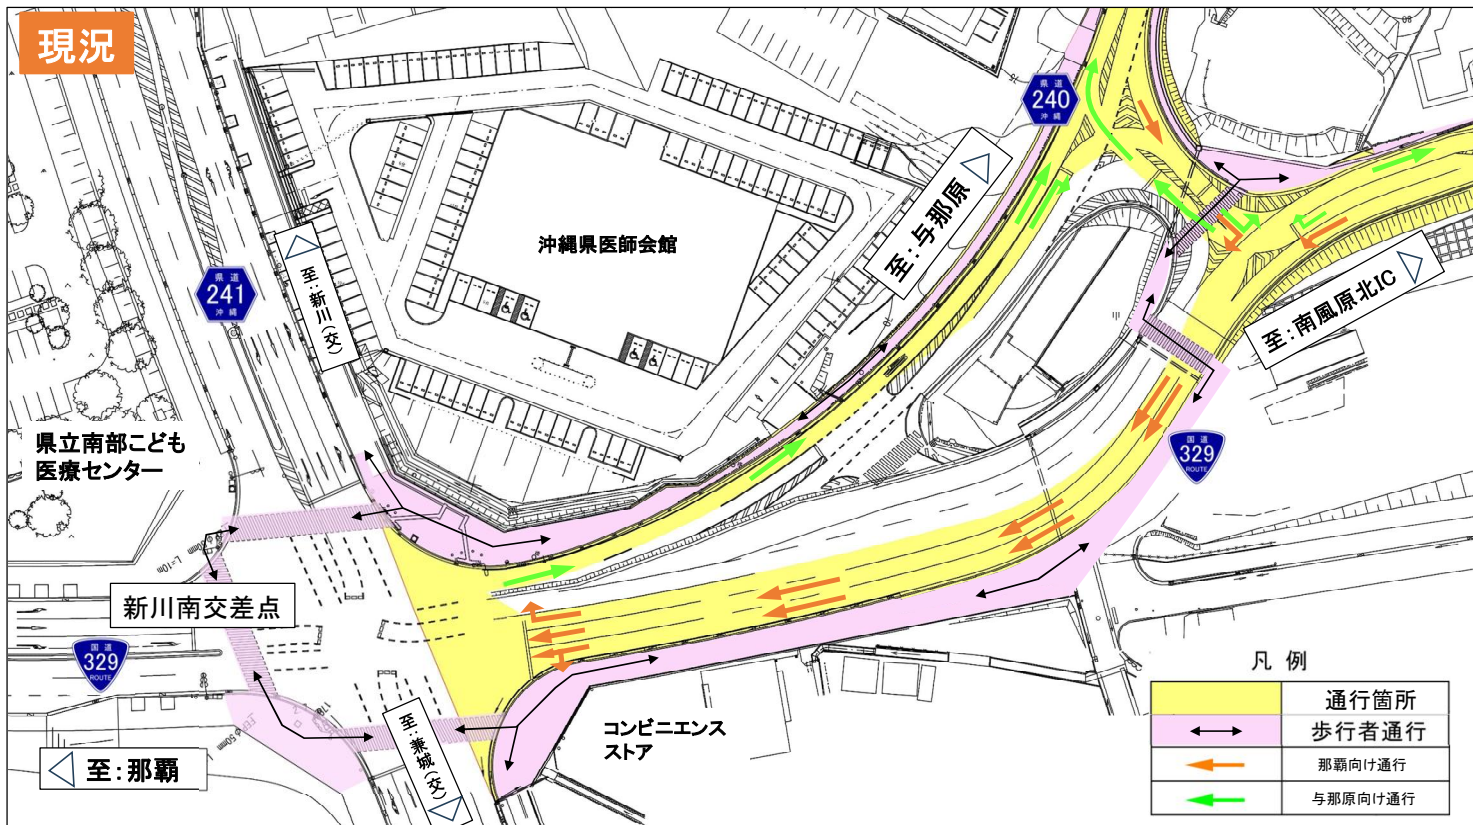 現況
県道
240
沖縄
至：与那原
沖縄県医師会館
県道
241
沖縄
至：新川（交）
至：南風原北IC
県立南部こども
医療センター
国道
329
ROUTE
新川南交差点
国道
329
ROUTE
至：那覇
至：兼城（交）
コンビニエンス
ストア
凡 例
通行箇所
歩行者通行
那覇向け通行
与那原向け通行